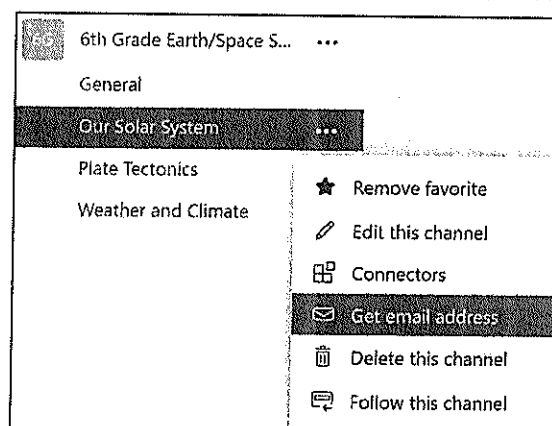 6th Grade Earth/Space S... •••
General
Our Solar System •••
Plate Tectonics
Weather and Climate
Remove favorite
Edit this channel
Connectors
Get email address
Delete this channel
Follow this channel